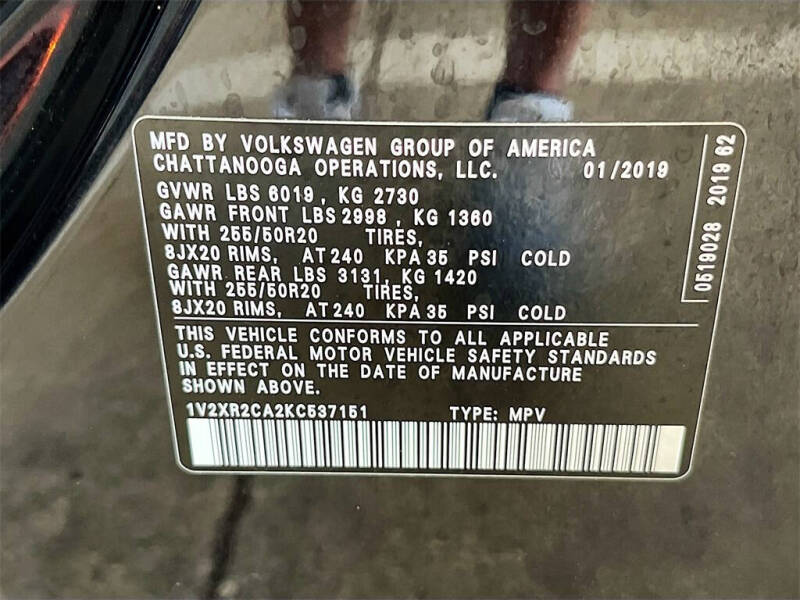 MFD BY VOLKSWAGEN GROUP OF AMERICA
CHATTANOOGA OPERATIONS, LLC. 01/2019
GVWR LBS 6019 , KG 2730
GAWR FRONT LBS 2998 , KG 1360
WITH 255/50R20 TIRES,
8JX20 RIMS, AT 240 KPA 35 PSI COLD
GAWR REAR LBS 3131, KG 1420
WITH 255/50R20 TIRES,
8JX20 RIMS, AT 240 KPA 35 PSI COLD
THIS VEHICLE CONFORMS TO ALL APPLICABLE
U.S. FEDERAL MOTOR VEHICLE SAFETY STANDARDS
IN EFFECT ON THE DATE OF MANUFACTURE
SHOWN ABOVE.
1V2XR2CA2KC537151 TYPE: MPV
0519028 2019 62